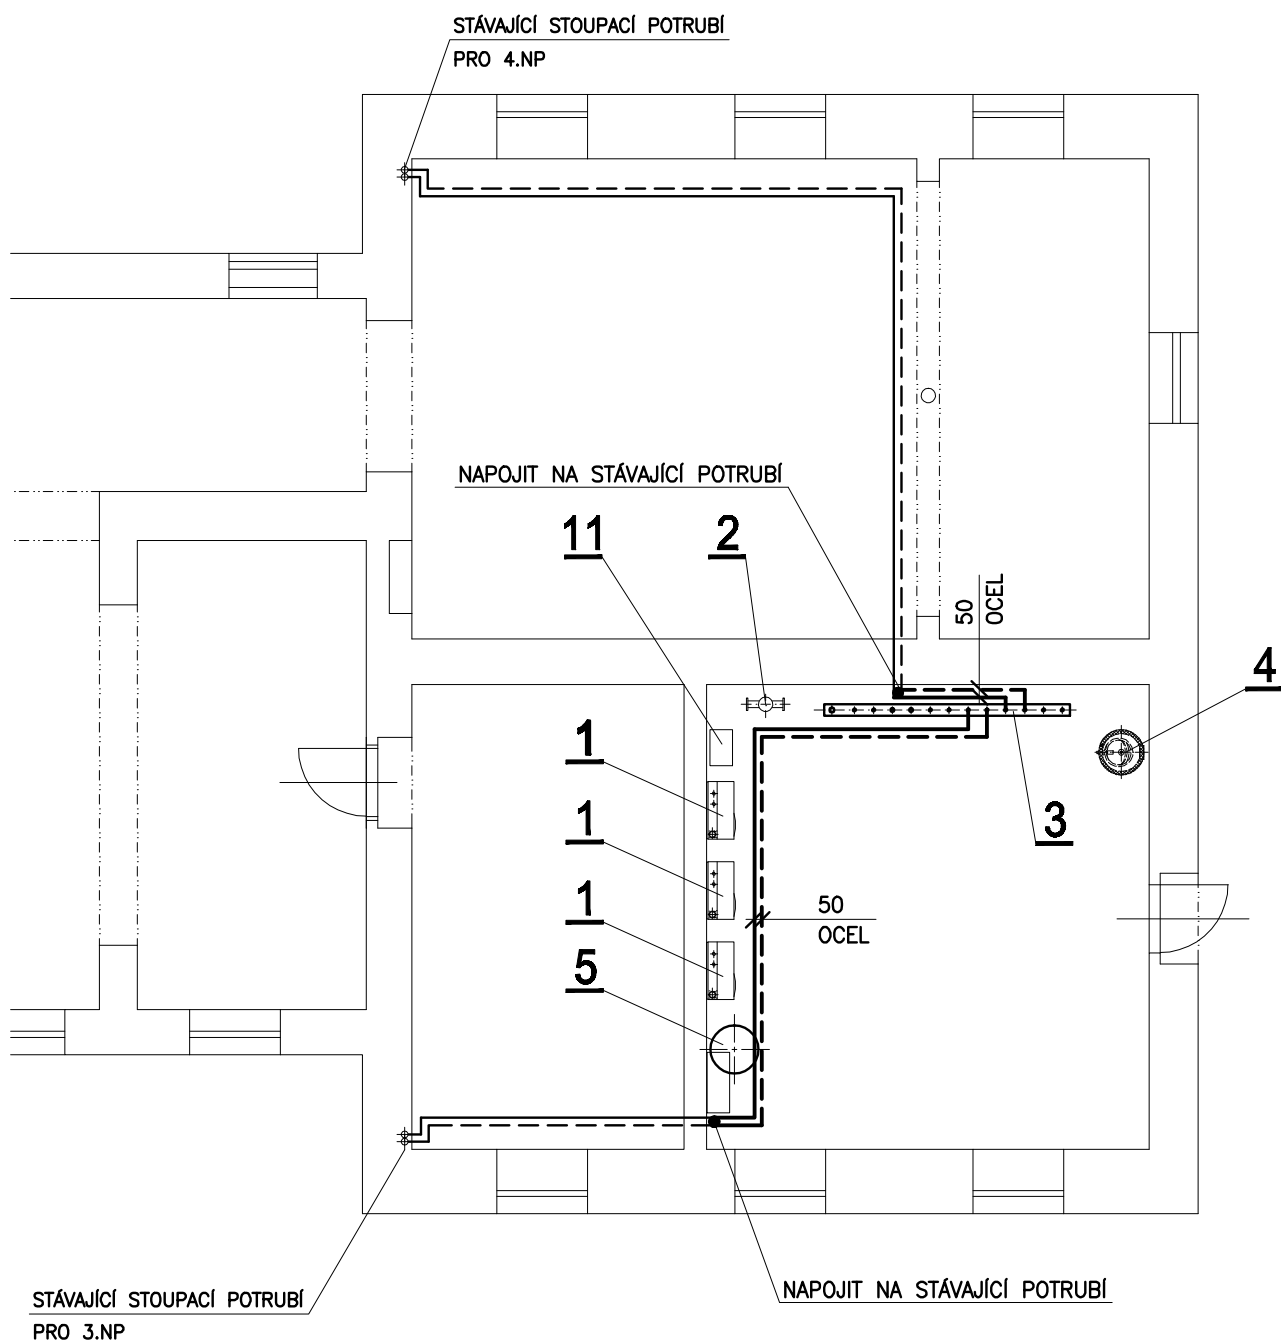 STÁVAJÍCÍ STOUPACÍ POTRUBÍ
PRO 4.NP
NAPOJIT NA STÁVAJÍCÍ POTRUBÍ
11
2
50
OCEL
4
1
3
1
1
50
OCEL
5
NAPOJIT NA STÁVAJÍCÍ POTRUBÍ
STÁVAJÍCÍ STOUPACÍ POTRUBÍ
PRO 3.NP